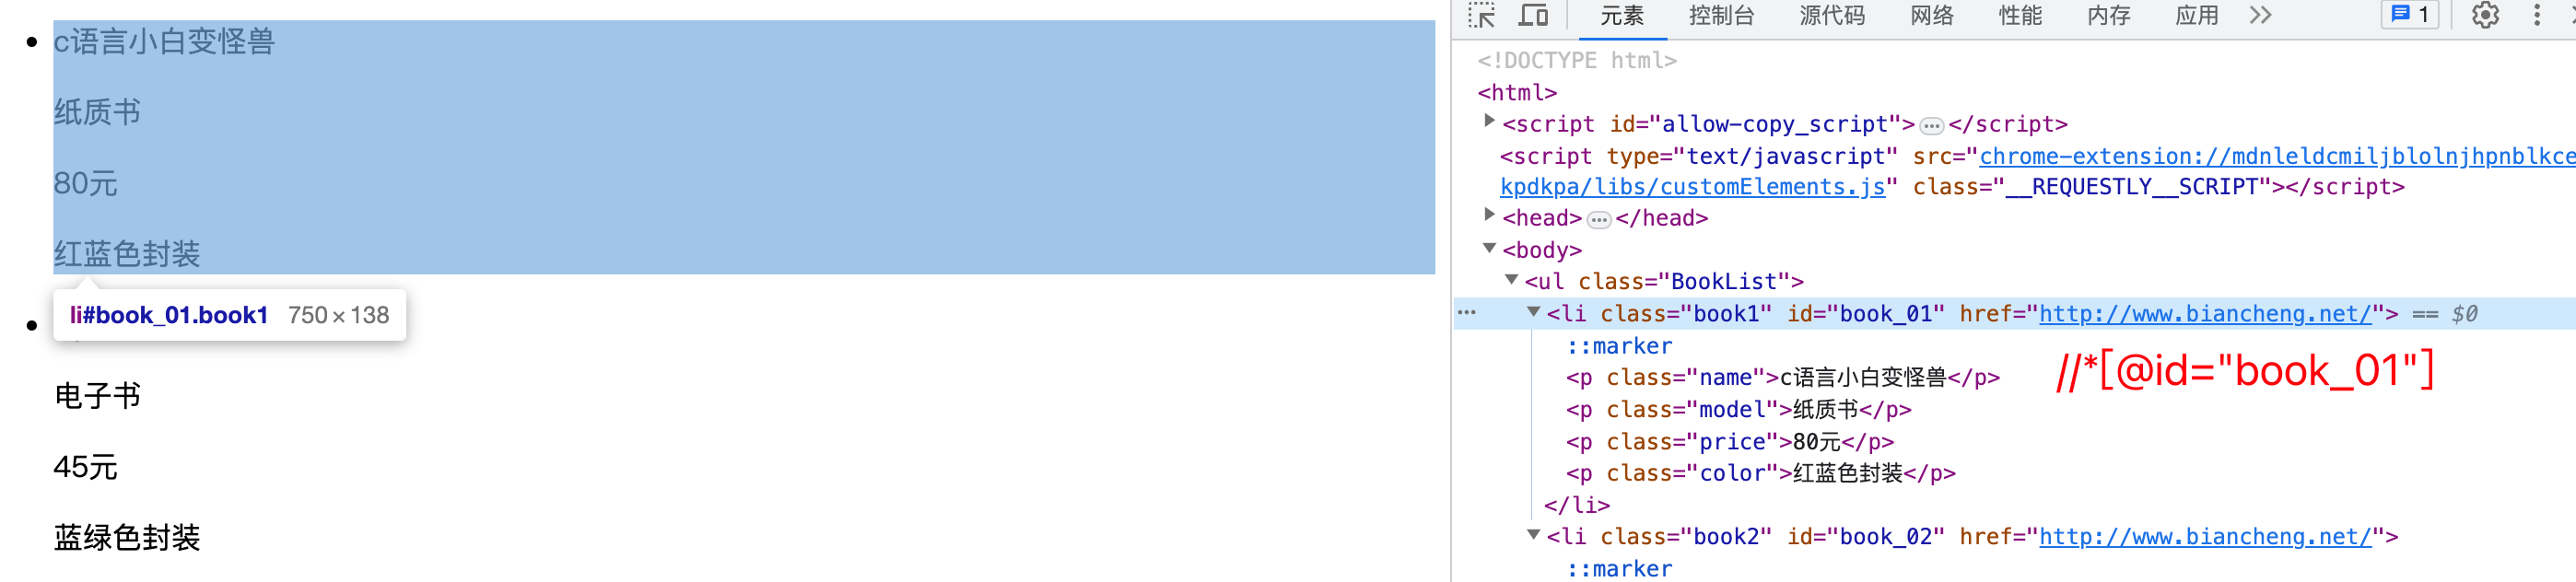 c语言小白变怪兽
纸质书
80元
红蓝色封装
li#book_01.book1 750×138
电子书
45元
蓝绿色封装
元素 控制台 源代码 网络 性能 内存 应用 1
<!DOCTYPE html>
<html>
<script id="allow-copy_script">…</script>
<script type="text/javascript" src="chrome-extension://mdnleldcmiljblolnjhpnblkce
kpdkpa/libs/customElements.js" class="__REQUESTLY__SCRIPT"></script>
<head>…</head>
<body>
<ul class="BookList">
<li class="book1" id="book_01" href="http://www.biancheng.net/"> == $0
::marker
//*[@id="book_01"]
<p class="name">c语言小白变怪兽</p>
<p class="model">纸质书</p>
<p class="price">80元</p>
<p class="color">红蓝色封装</p>
</li>
<li class="book2" id="book_02" href="http://www.biancheng.net/">
::marker